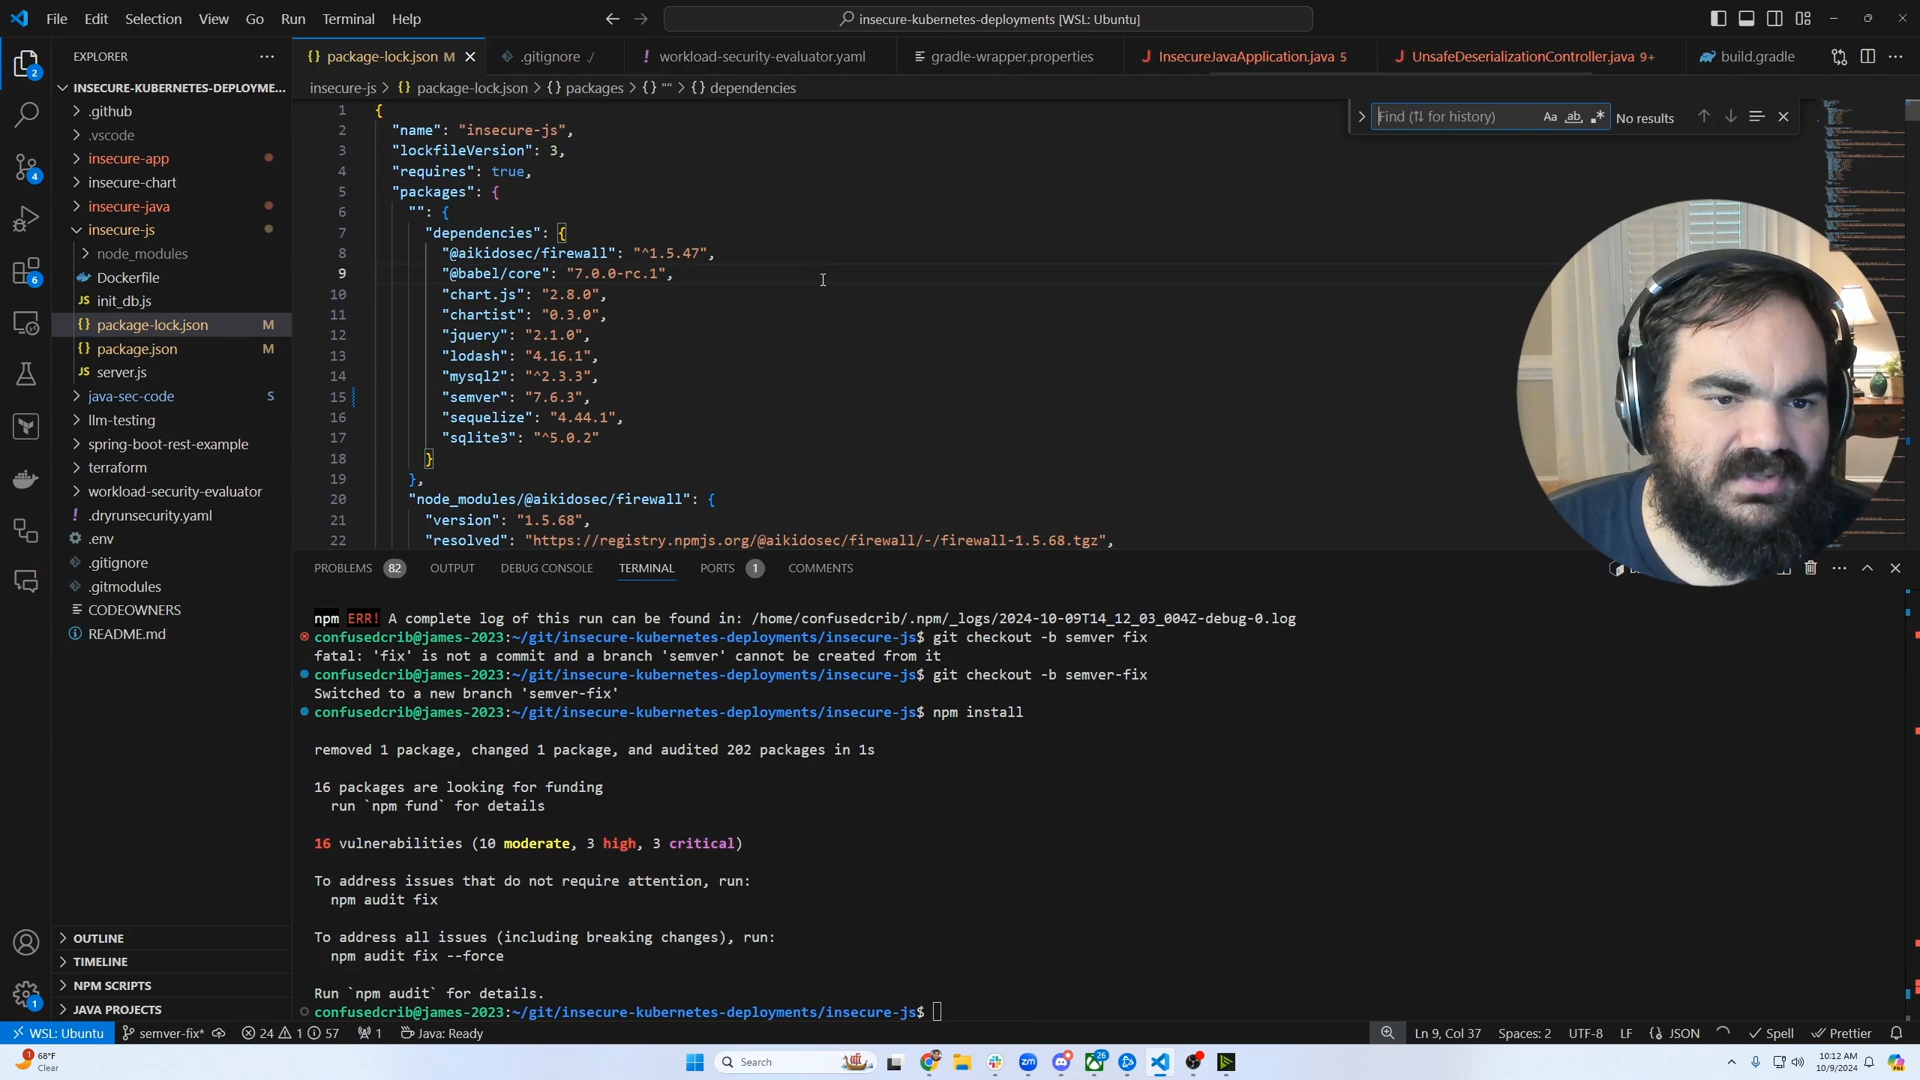 File Edit Selection View Go Run Terminal Help
insecure-kubernetes-deployments [WSL: Ubuntu]
EXPLORER
INSECURE-KUBERNETES-DEPLOYME...
.github
.vscode
insecure-app
insecure-chart
insecure-java
insecure-js
node_modules
Dockerfile
JS init_db.js
{} package-lock.json M
{} package.json M
JS server.js
java-sec-code S
llm-testing
spring-boot-rest-example
terraform
workload-security-evaluator
! .dryrunsecurity.yaml
.env
.gitignore
.gitmodules
CODEOWNERS
README.md
OUTLINE
TIMELINE
NPM SCRIPTS
JAVA PROJECTS
2
4
6
1
{} package-lock.json M
.gitignore ./
! workload-security-evaluator.yaml
gradle-wrapper.properties
J InsecureJavaApplication.java 5
J UnsafeDeserializationController.java 9+
build.gradle
insecure-js > {} package-lock.json > {} packages > {} "" > {} dependencies
Find (⇅ for history) Aa ab No results
1 {
2 "name": "insecure-js",
3 "lockfileVersion": 3,
4 "requires": true,
5 "packages": {
6 "": {
7 "dependencies": {
8 "@aikidosec/firewall": "^1.5.47",
9 "@babel/core": "7.0.0-rc.1",
10 "chart.js": "2.8.0",
11 "chartist": "0.3.0",
12 "jquery": "2.1.0",
13 "lodash": "4.16.1",
14 "mysql2": "^2.3.3",
15 "semver": "7.6.3",
16 "sequelize": "4.44.1",
17 "sqlite3": "^5.0.2"
18 }
19 },
20 "node_modules/@aikidosec/firewall": {
21 "version": "1.5.68",
22 "resolved": "https://registry.npmjs.org/@aikidosec/firewall/-/firewall-1.5.68.tgz",
PROBLEMS 82 OUTPUT DEBUG CONSOLE TERMINAL PORTS 1 COMMENTS
npm ERR! A complete log of this run can be found in: /home/confusedcrib/.npm/_logs/2024-10-09T14_12_03_004Z-debug-0.log
confusedcrib@james-2023:~/git/insecure-kubernetes-deployments/insecure-js$ git checkout -b semver fix
fatal: 'fix' is not a commit and a branch 'semver' cannot be created from it
confusedcrib@james-2023:~/git/insecure-kubernetes-deployments/insecure-js$ git checkout -b semver-fix
Switched to a new branch 'semver-fix'
confusedcrib@james-2023:~/git/insecure-kubernetes-deployments/insecure-js$ npm install
removed 1 package, changed 1 package, and audited 202 packages in 1s
16 packages are looking for funding
run `npm fund` for details
16 vulnerabilities (10 moderate, 3 high, 3 critical)
To address issues that do not require attention, run:
npm audit fix
To address all issues (including breaking changes), run:
npm audit fix --force
Run `npm audit` for details.
confusedcrib@james-2023:~/git/insecure-kubernetes-deployments/insecure-js$
WSL: Ubuntu semver-fix* 24 1 57 1 Java: Ready
Ln 9, Col 37 Spaces: 2 UTF-8 LF {} JSON Spell Prettier
1 68°F
Clear
Search
26
10:12 AM
10/9/2024